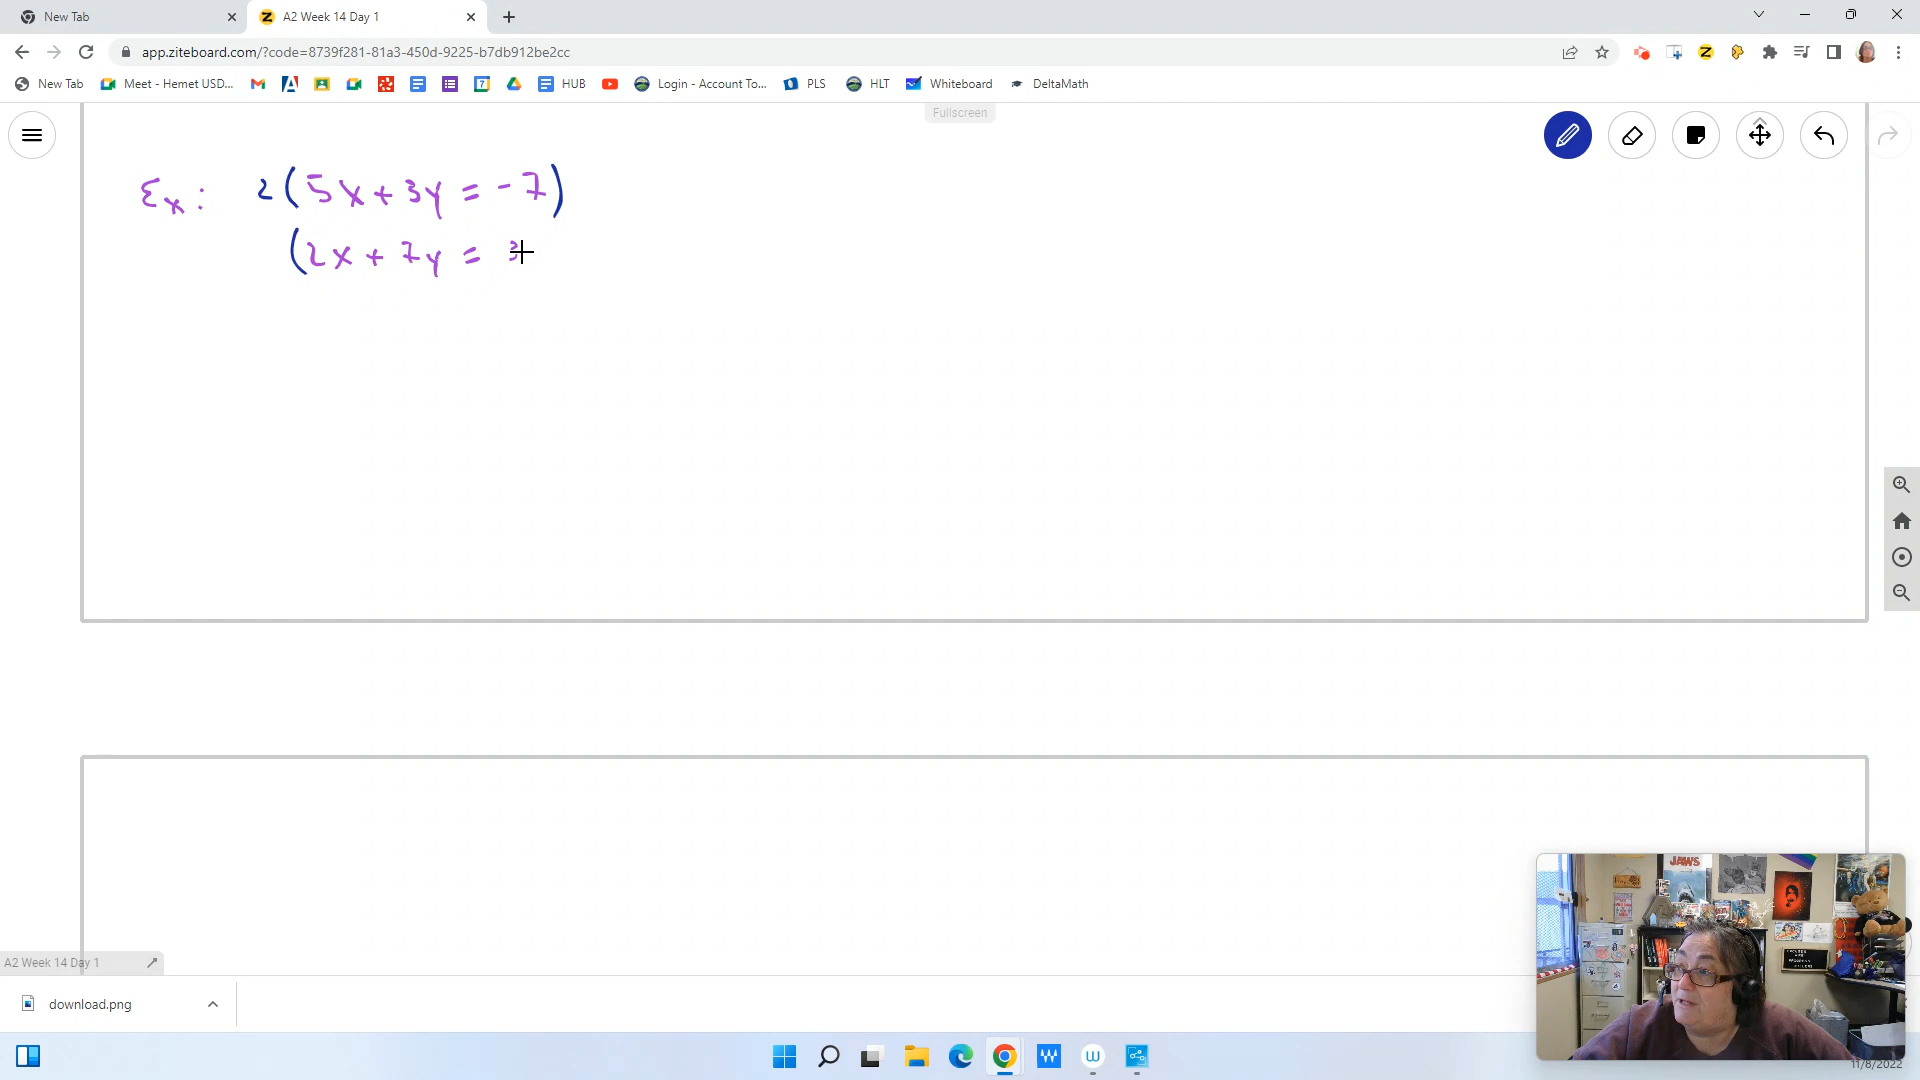 New Tab
A2 Week 14 Day 1
app.ziteboard.com/?code=8739f281-81a3-450d-9225-b7db912be2cc
New Tab
Meet - Hemet USD...
HUB
Login - Account To...
PLS
HLT
Whiteboard
DeltaMath
Fullscreen
Ex: 2(5x+3y = -7)
(2x + 7y = 3
A2 Week 14 Day 1
download.png
JAWS
11/8/2022